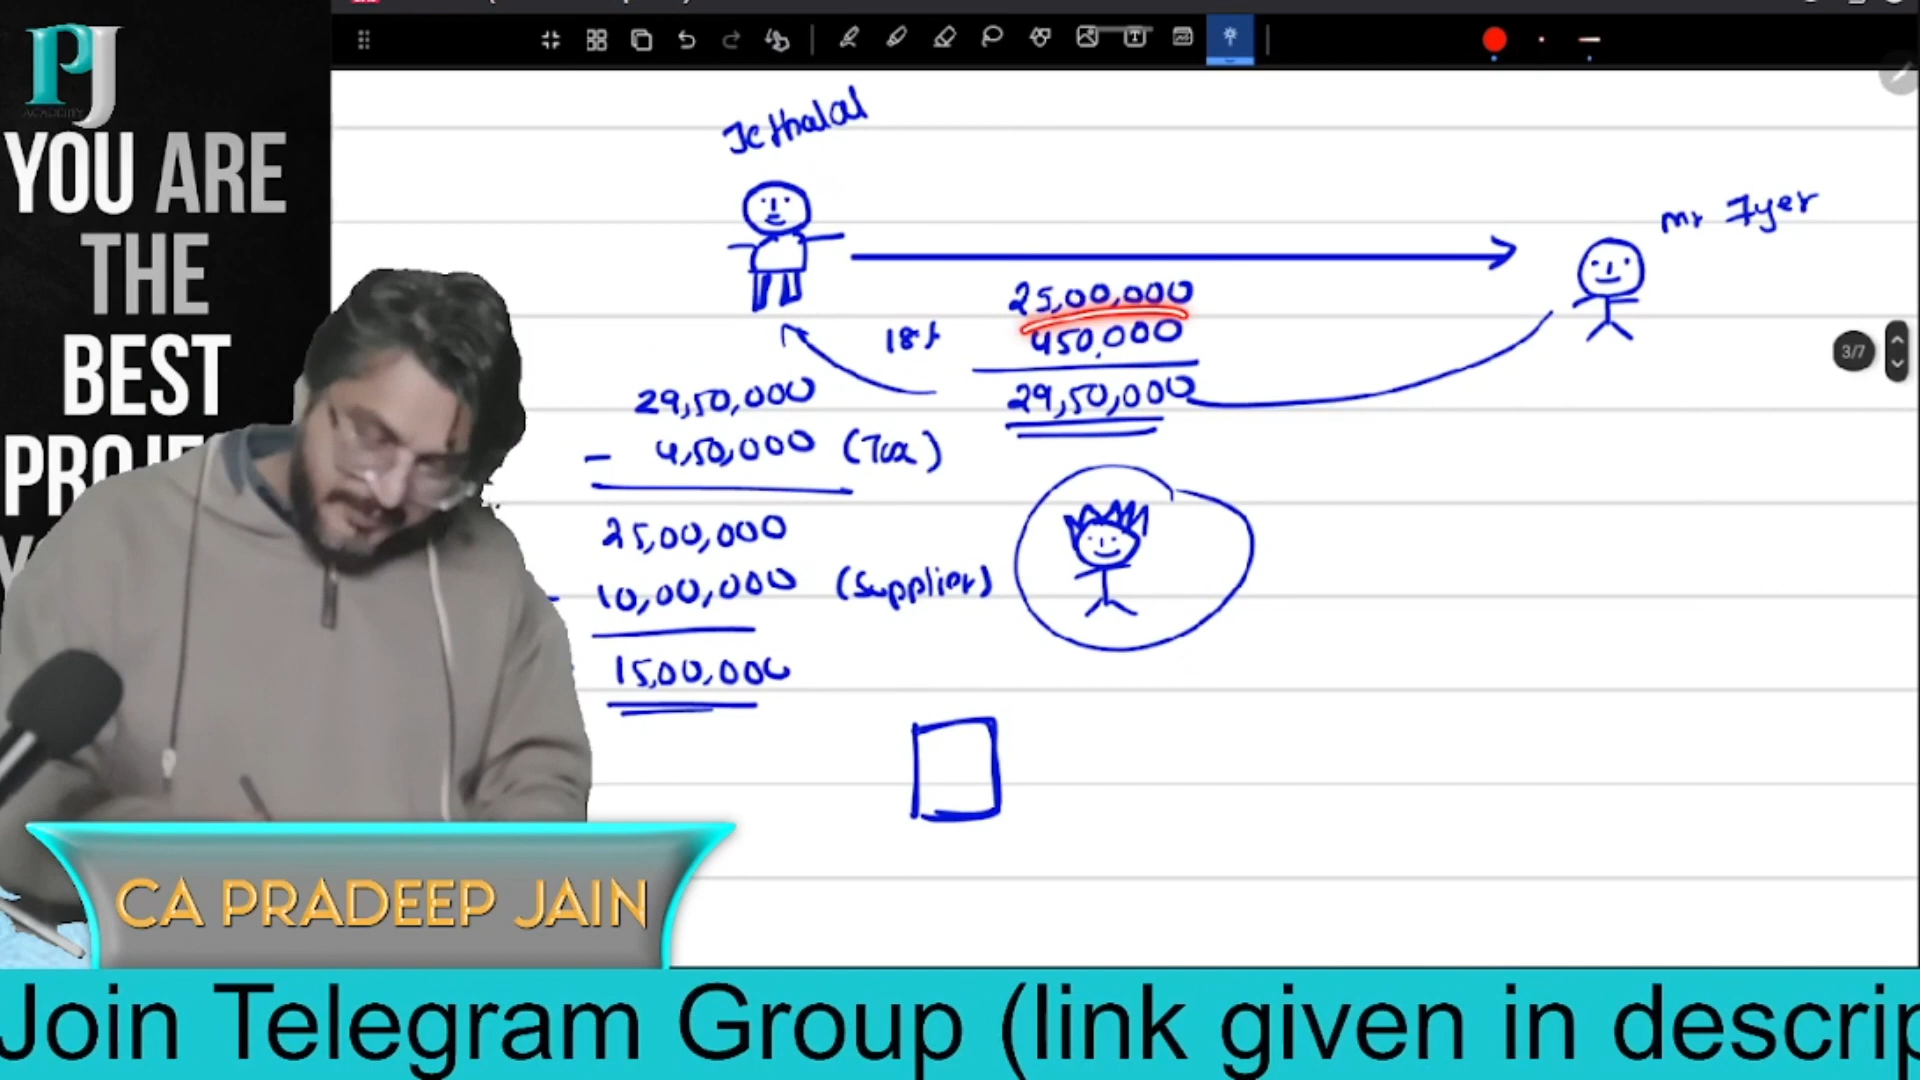 PJ
ACADEMY
YOU ARE
THE
BEST
Jethalal
mr Iyer
25,00,000
18%
450,000
29,50,000
29,50,000
- 4,50,000 (Tax)
25,00,000
- 10,00,000 (Supplier)
15,00,000
3/7
CA PRADEEP JAIN
Join Telegram Group (link given in descrip